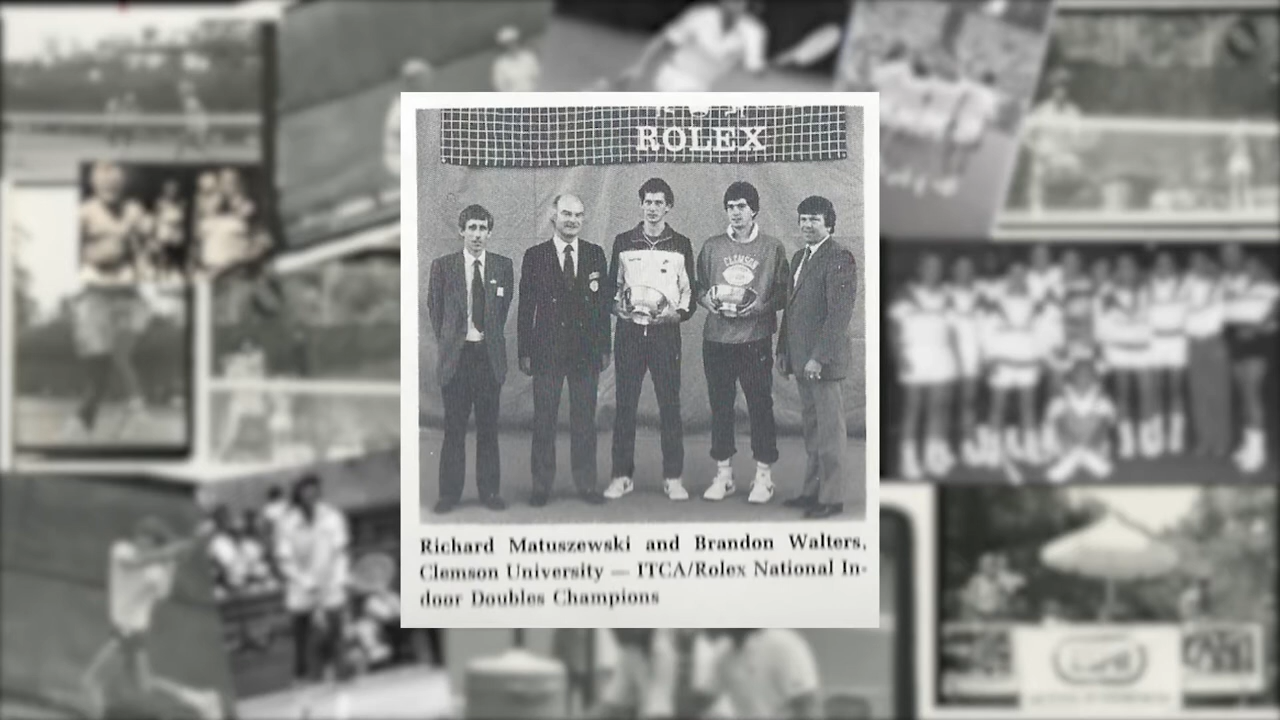 ROLEX
CLEMSON
Richard Matuszewski and Brandon Walters,
Clemson University — ITCA/Rolex National In-
door Doubles Champions